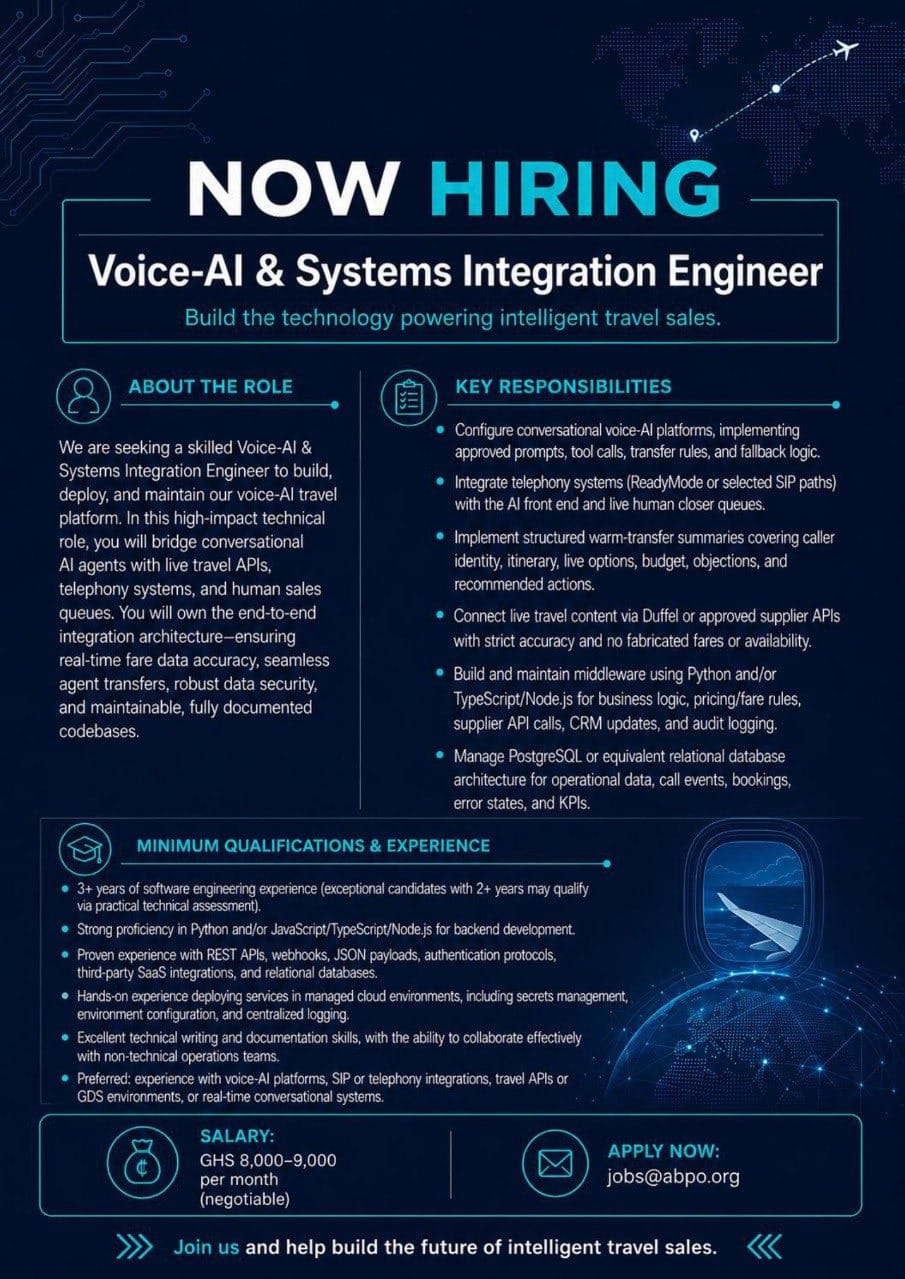 NOW HIRING
Voice-AI & Systems Integration Engineer
Build the technology powering intelligent travel sales.
ABOUT THE ROLE
We are seeking a skilled Voice-AI &
Systems Integration Engineer to build,
deploy, and maintain our voice-AI travel
platform. In this high-impact technical
role, you will bridge conversational
AI agents with live travel APIs,
telephony systems, and human sales
queues. You will own the end-to-end
integration architecture—ensuring
real-time fare data accuracy, seamless
agent transfers, robust data security,
and maintainable, fully documented
codebases.
KEY RESPONSIBILITIES
• Configure conversational voice-AI platforms, implementing
approved prompts, tool calls, transfer rules, and fallback logic.
• Integrate telephony systems (ReadyMode or selected SIP paths)
with the AI front end and live human closer queues.
• Implement structured warm-transfer summaries covering caller
identity, itinerary, live options, budget, objections, and
recommended actions.
• Connect live travel content via Duffel or approved supplier APIs
with strict accuracy and no fabricated fares or availability.
• Build and maintain middleware using Python and/or
TypeScript/Node.js for business logic, pricing/fare rules,
supplier API calls, CRM updates, and audit logging.
• Manage PostgreSQL or equivalent relational database
architecture for operational data, call events, bookings,
error states, and KPIs.
MINIMUM QUALIFICATIONS & EXPERIENCE
• 3+ years of software engineering experience (exceptional candidates with 2+ years may qualify
via practical technical assessment).
• Strong proficiency in Python and/or JavaScript/TypeScript/Node.js for backend development.
• Proven experience with REST APIs, webhooks, JSON payloads, authentication protocols,
third-party SaaS integrations, and relational databases.
• Hands-on experience deploying services in managed cloud environments, including secrets management,
environment configuration, and centralized logging.
• Excellent technical writing and documentation skills, with the ability to collaborate effectively
with non-technical operations teams.
• Preferred: experience with voice-AI platforms, SIP or telephony integrations, travel APIs or
GDS environments, or real-time conversational systems.
SALARY:
GHS 8,000–9,000
per month
(negotiable)
APPLY NOW:
jobs@abpo.org
Join us and help build the future of intelligent travel sales.